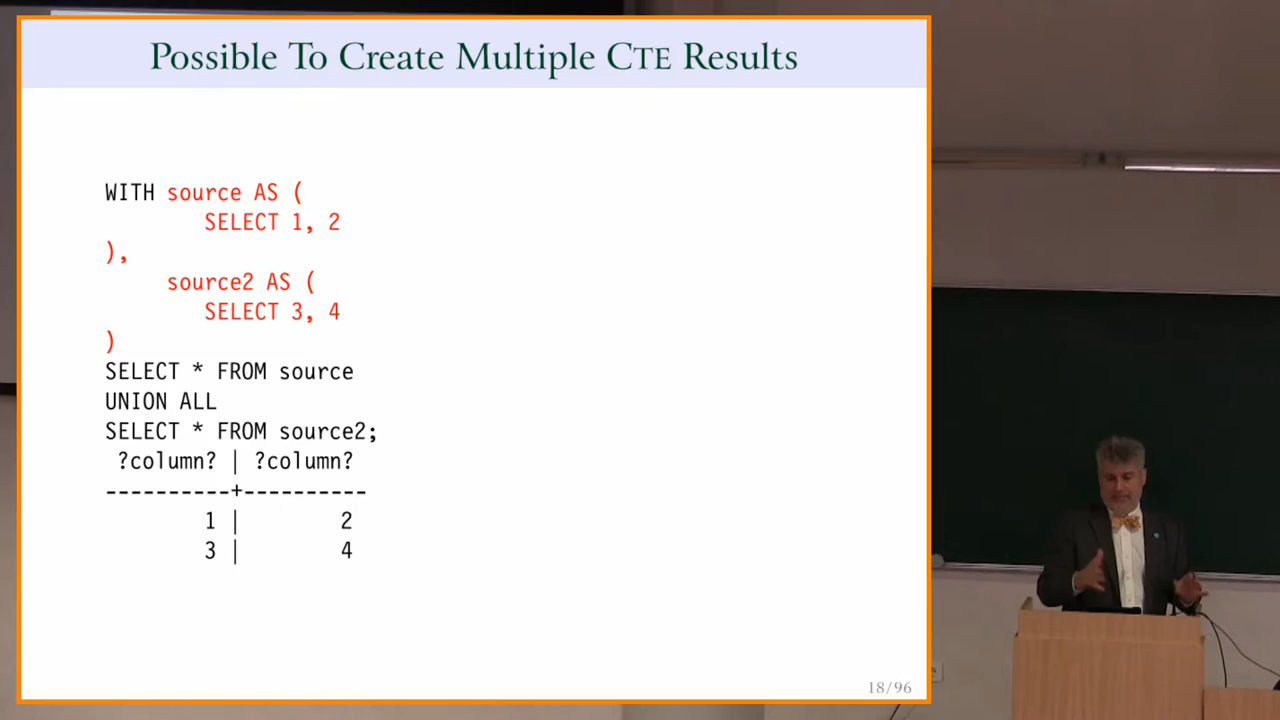 Possible To Create Multiple CTE Results
WITH source AS (
SELECT 1, 2
),
source2 AS (
SELECT 3, 4
)
SELECT * FROM source
UNION ALL
SELECT * FROM source2;
?column? | ?column?
----------+----------
1 | 2
3 | 4
18/96